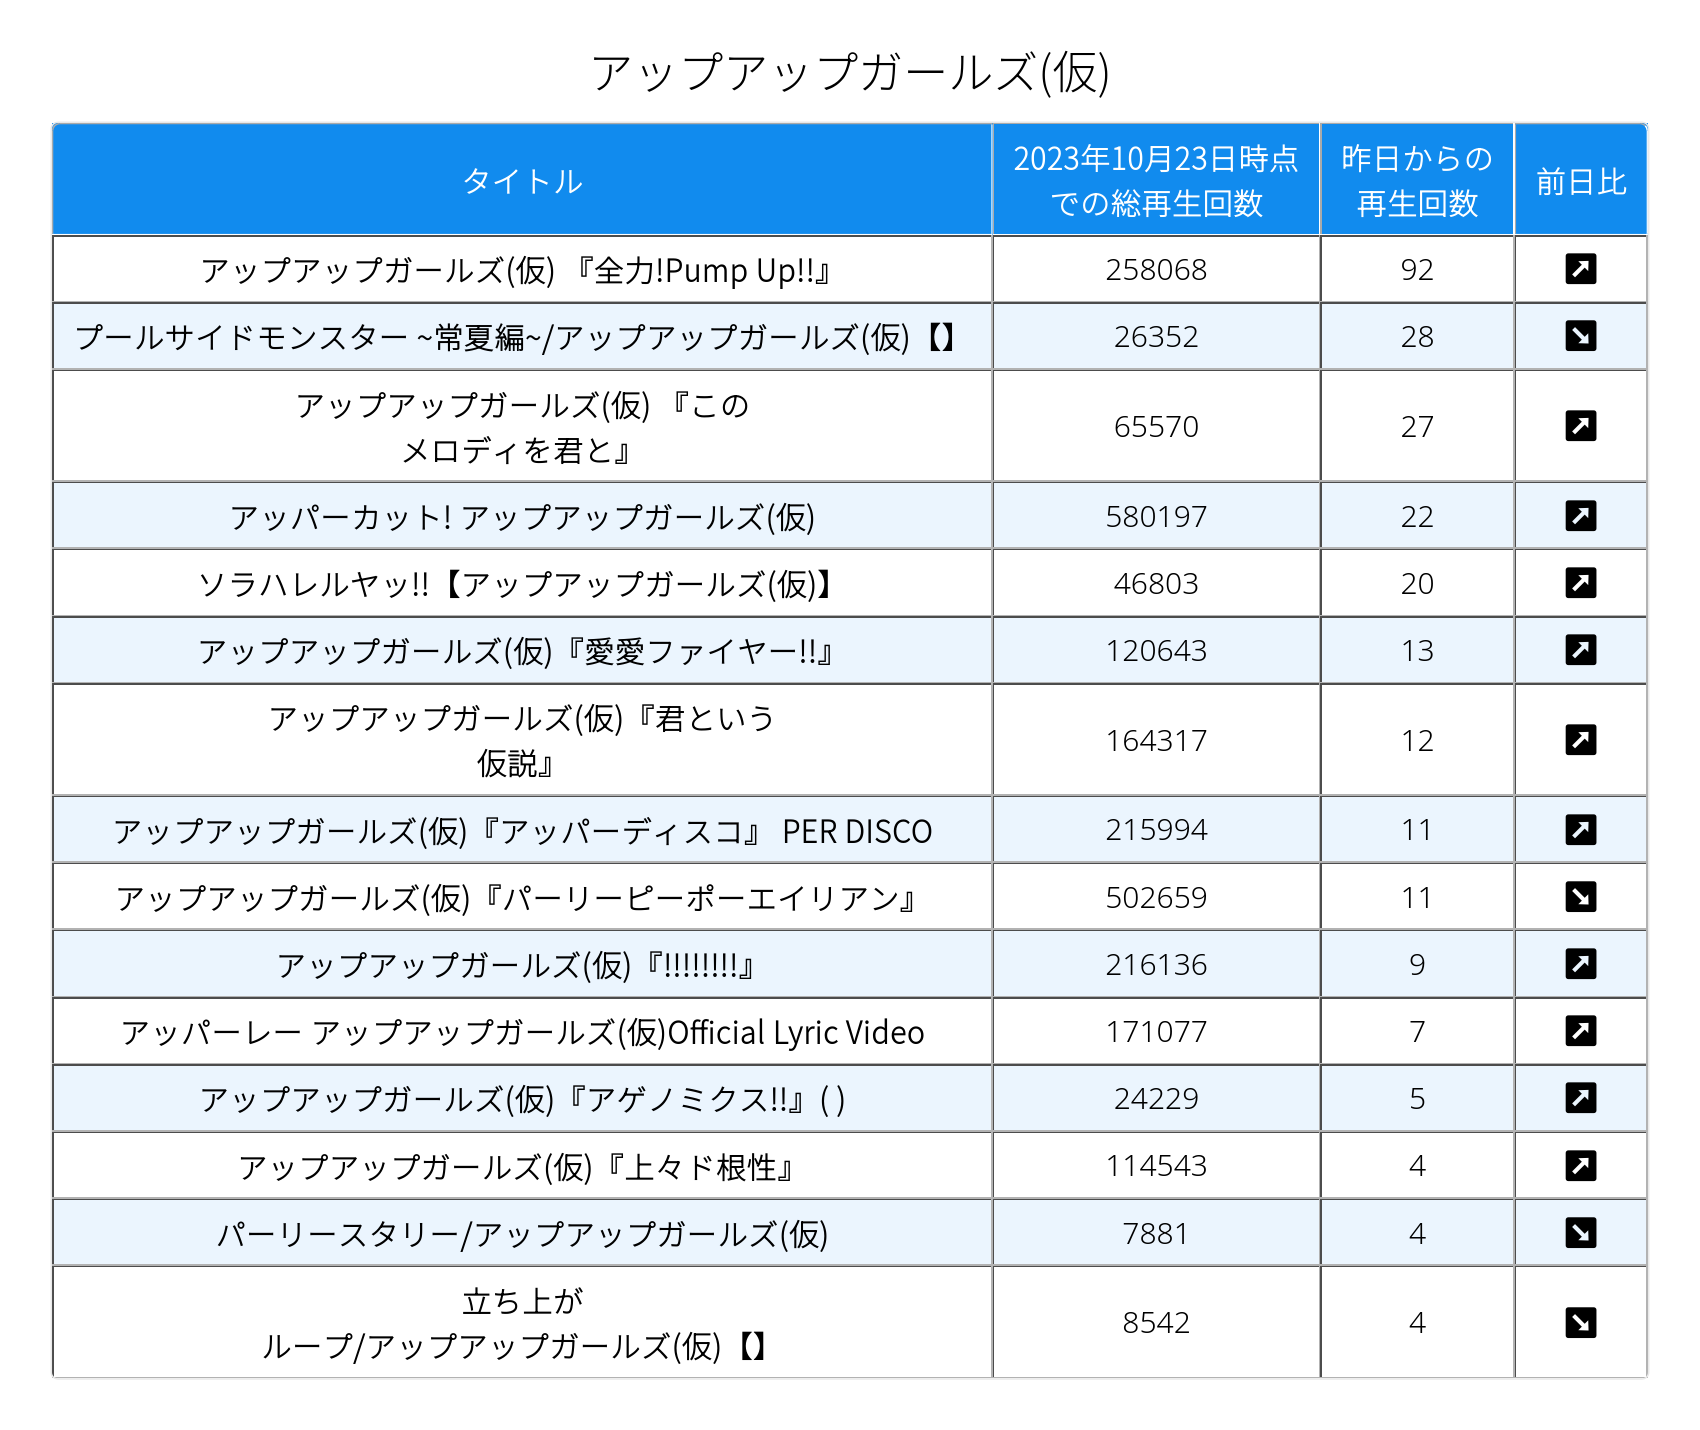 アップアップガールズ(仮)
タイトル
2023年10月23日時点
での総再生回数
昨日からの
再生回数
前日比
アップアップガールズ(仮) 『全力!Pump Up!!』 258068 92
プールサイドモンスター ~常夏編~/アップアップガールズ(仮)【】 26352 28
アップアップガールズ(仮) 『この
メロディを君と』 65570 27
アッパーカット! アップアップガールズ(仮) 580197 22
ソラハレルヤッ!!【アップアップガールズ(仮)】 46803 20
アップアップガールズ(仮)『愛愛ファイヤー!!』 120643 13
アップアップガールズ(仮)『君という
仮説』 164317 12
アップアップガールズ(仮)『アッパーディスコ』 PER DISCO 215994 11
アップアップガールズ(仮)『パーリーピーポーエイリアン』 502659 11
アップアップガールズ(仮)『!!!!!!!!』 216136 9
アッパーレー アップアップガールズ(仮)Official Lyric Video 171077 7
アップアップガールズ(仮)『アゲノミクス!!』( ) 24229 5
アップアップガールズ(仮)『上々ド根性』 114543 4
パーリースタリー/アップアップガールズ(仮) 7881 4
立ち上が
ループ/アップアップガールズ(仮)【】 8542 4